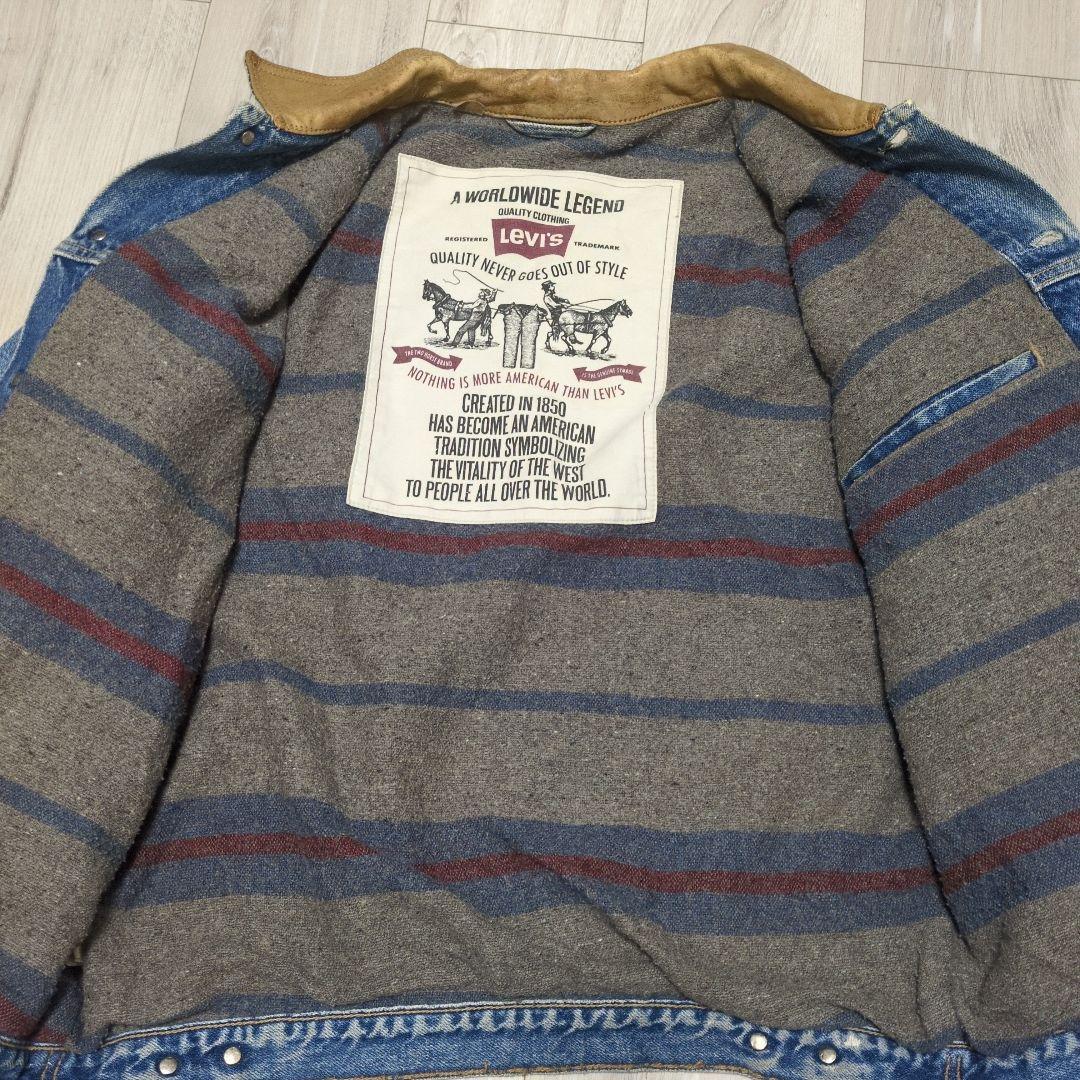 A WORLDWIDE LEGEND
QUALITY CLOTHING
REGISTERED LEVI'S TRADEMARK
QUALITY NEVER GOES OUT OF STYLE
THE TWO HORSE BRAND
IS THE GENUINE SYMBOL
NOTHING IS MORE AMERICAN THAN LEVI'S
CREATED IN 1850
HAS BECOME AN AMERICAN
TRADITION SYMBOLIZING
THE VITALITY OF THE WEST
TO PEOPLE ALL OVER THE WORLD.